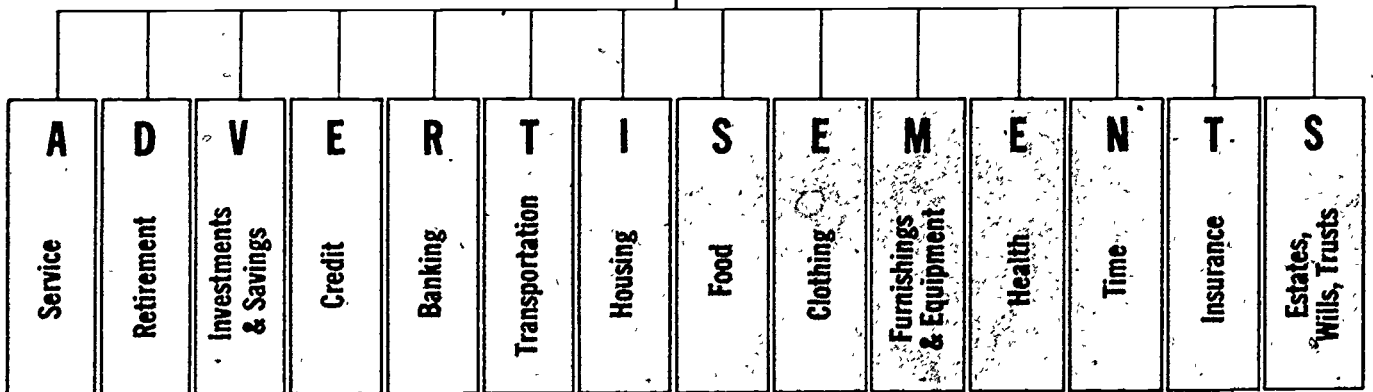 A D V E R T I S E M E N T S
Service
Retirement
Investments
& Savings
Credit
Banking
Transportation
Housing
Food
Clothing
Furnishings
& Equipment
Health
Time
Insurance
Estates,
Wills, Trusts